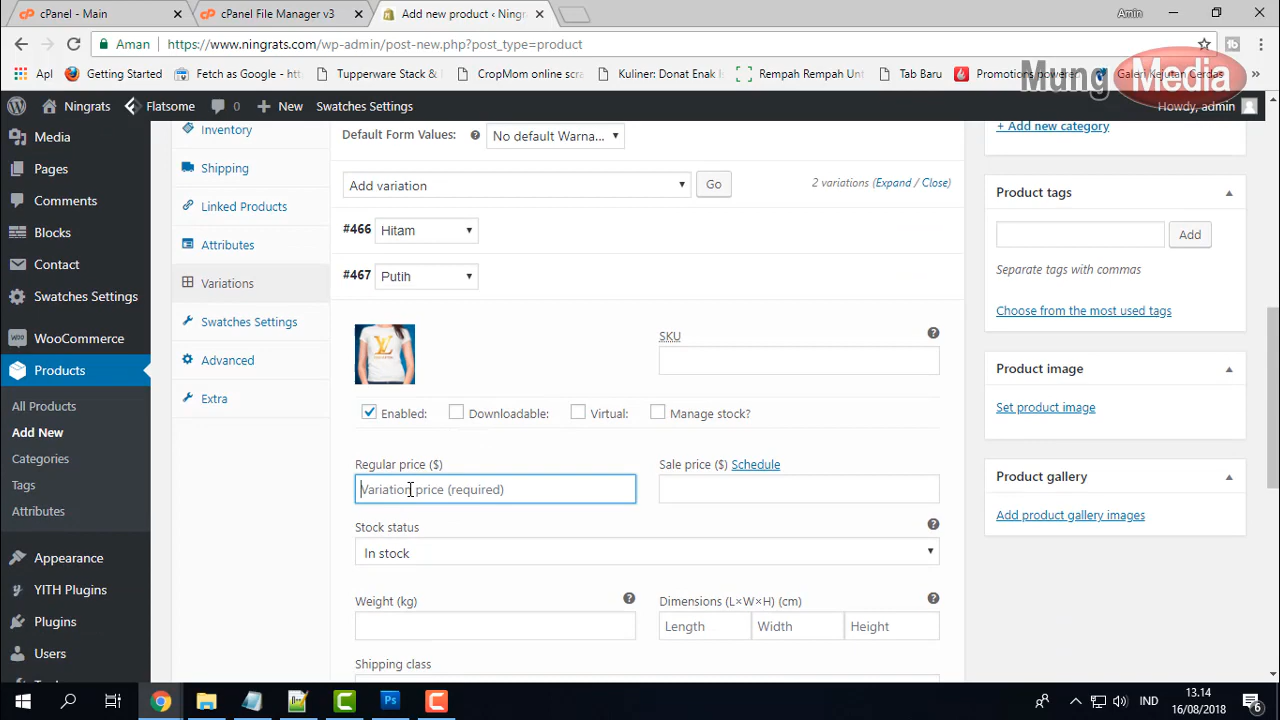 cPanel - Main
cPanel File Manager v3
Add new product ‹ Ningra
Amin
Aman
https://www.ningrats.com/wp-admin/post-new.php?post_type=product
Apl
Getting Started
Fetch as Google - htt
Tupperware Stack &
CropMom online scra
Kuliner: Donat Enak
Rempah Rempah Unt
Tab Baru
Promotions powere
Galeri Kejutan Cerdas
»
Mung Media
Ningrats
Flatsome
0
New
Swatches Settings
Howdy, admin
Media
Pages
Comments
Blocks
Contact
Swatches Settings
WooCommerce
Products
All Products
Add New
Categories
Tags
Attributes
Appearance
YITH Plugins
Plugins
Users
Inventory
Shipping
Linked Products
Attributes
Variations
Swatches Settings
Advanced
Extra
Default Form Values:
No default Warna...
Add variation
Go
2 variations (Expand / Close)
#466 Hitam
#467 Putih
LV
SKU
Enabled:
Downloadable:
Virtual:
Manage stock?
Regular price ($)
Sale price ($) Schedule
Variation price (required)
Stock status
In stock
Weight (kg)
Dimensions (L×W×H) (cm)
Length
Width
Height
Shipping class
+ Add new category
Product tags
Add
Separate tags with commas
Choose from the most used tags
Product image
Set product image
Product gallery
Add product gallery images
IND
13.14
16/08/2018
6